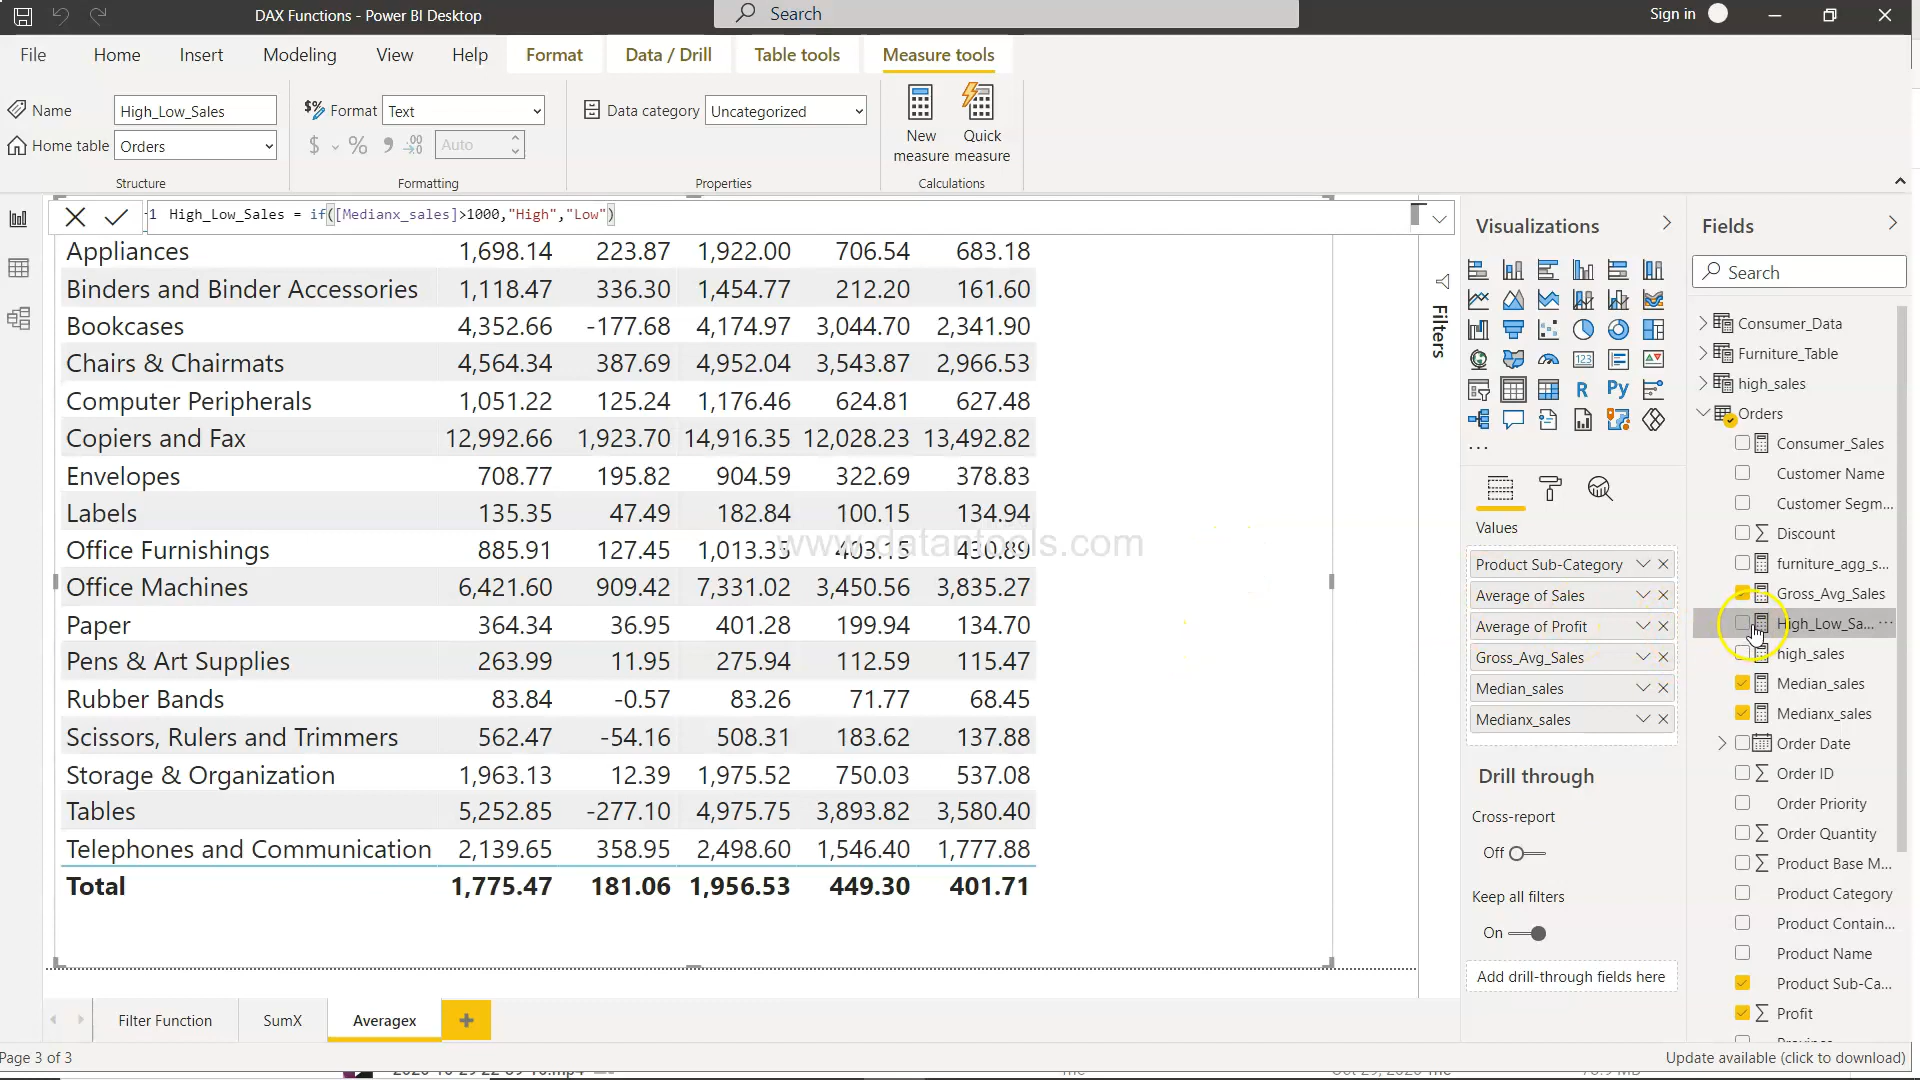 DAX Functions - Power BI Desktop
Search
Sign in
File
Home
Insert
Modeling
View
Help
Format
Data / Drill
Table tools
Measure tools
Name
High_Low_Sales
Home table
Orders
Structure
Format
Text
$ % 9 .00
Auto
Formatting
Data category
Uncategorized
Properties
New measure
Quick measure
Calculations
1 High_Low_Sales = if([Medianx_sales]>1000,"High","Low")
Appliances 1,698.14 223.87 1,922.00 706.54 683.18
Binders and Binder Accessories 1,118.47 336.30 1,454.77 212.20 161.60
Bookcases 4,352.66 -177.68 4,174.97 3,044.70 2,341.90
Chairs & Chairmats 4,564.34 387.69 4,952.04 3,543.87 2,966.53
Computer Peripherals 1,051.22 125.24 1,176.46 624.81 627.48
Copiers and Fax 12,992.66 1,923.70 14,916.35 12,028.23 13,492.82
Envelopes 708.77 195.82 904.59 322.69 378.83
Labels 135.35 47.49 182.84 100.15 134.94
Office Furnishings 885.91 127.45 1,013.35 403.15 430.89
www.datantools.com
Office Machines 6,421.60 909.42 7,331.02 3,450.56 3,835.27
Paper 364.34 36.95 401.28 199.94 134.70
Pens & Art Supplies 263.99 11.95 275.94 112.59 115.47
Rubber Bands 83.84 -0.57 83.26 71.77 68.45
Scissors, Rulers and Trimmers 562.47 -54.16 508.31 183.62 137.88
Storage & Organization 1,963.13 12.39 1,975.52 750.03 537.08
Tables 5,252.85 -277.10 4,975.75 3,893.82 3,580.40
Telephones and Communication 2,139.65 358.95 2,498.60 1,546.40 1,777.88
Total 1,775.47 181.06 1,956.53 449.30 401.71
Filters
Visualizations
123
R
Py
...
Values
Product Sub-Category
Average of Sales
Average of Profit
Gross_Avg_Sales
Median_sales
Medianx_sales
Drill through
Cross-report
Off
Keep all filters
On
Add drill-through fields here
Fields
Search
Consumer_Data
Furniture_Table
high_sales
Orders
Consumer_Sales
Customer Name
Customer Segm...
Discount
furniture_agg_s...
Gross_Avg_Sales
High_Low_Sa... ...
high_sales
Median_sales
Medianx_sales
Order Date
Order ID
Order Priority
Order Quantity
Product Base M...
Product Category
Product Contain...
Product Name
Product Sub-Ca...
Profit
Filter Function
SumX
Averagex
Page 3 of 3
Update available (click to download)